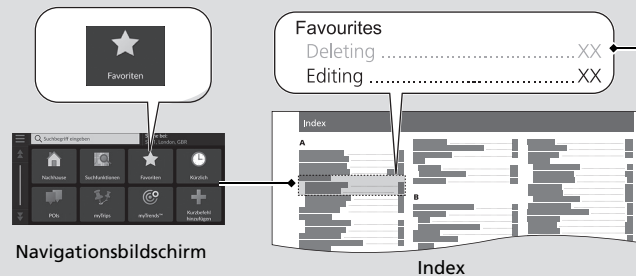 Favoriten
Favourites
Deleting ................................ XX
Editing ................................... XX
Suchbegriff eingeben
Nachhause
Suchfunktionen
Favoriten
Kürzlich
POIs
myTrips
myTrends™
Kurzbefehl
hinzufügen
Navigationsbildschirm
Index
A
B
Index